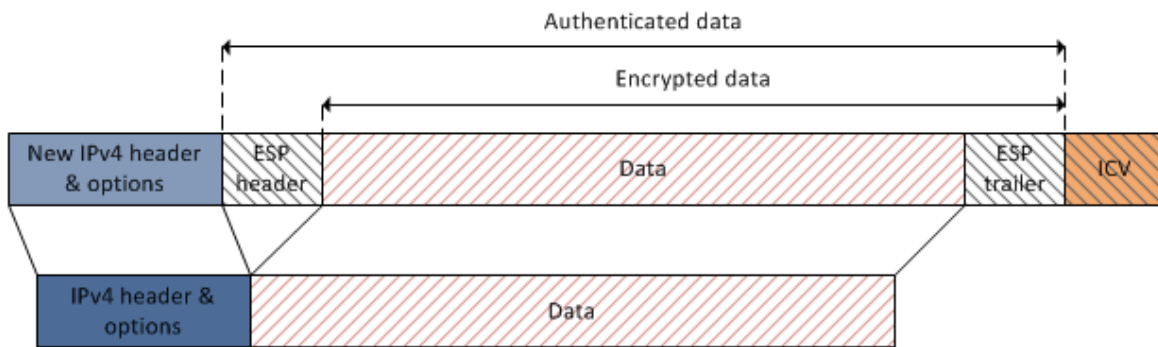 Authenticated data
Encrypted data
New IPv4 header
& options
ESP
header
Data
ESP
trailer
ICV
IPv4 header &
options
Data